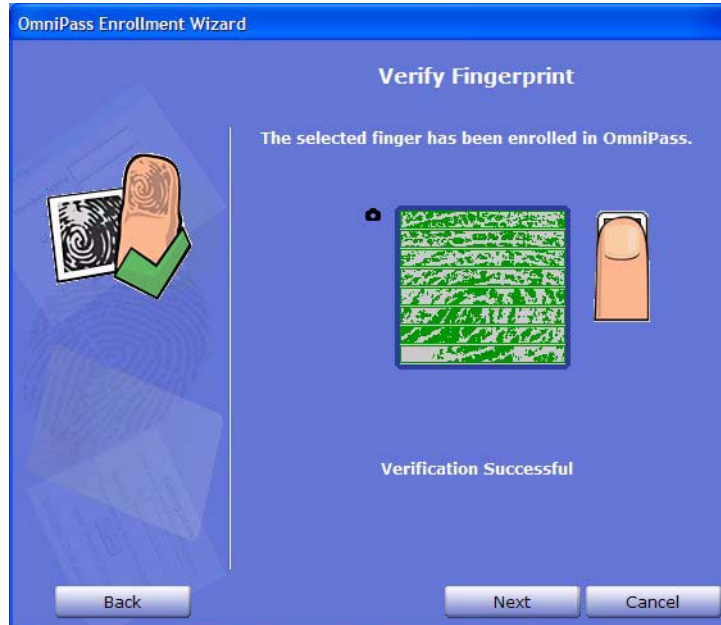 OmniPass Enrollment Wizard
Verify Fingerprint
The selected finger has been enrolled in OmniPass.
Verification Successful
Back
Next
Cancel